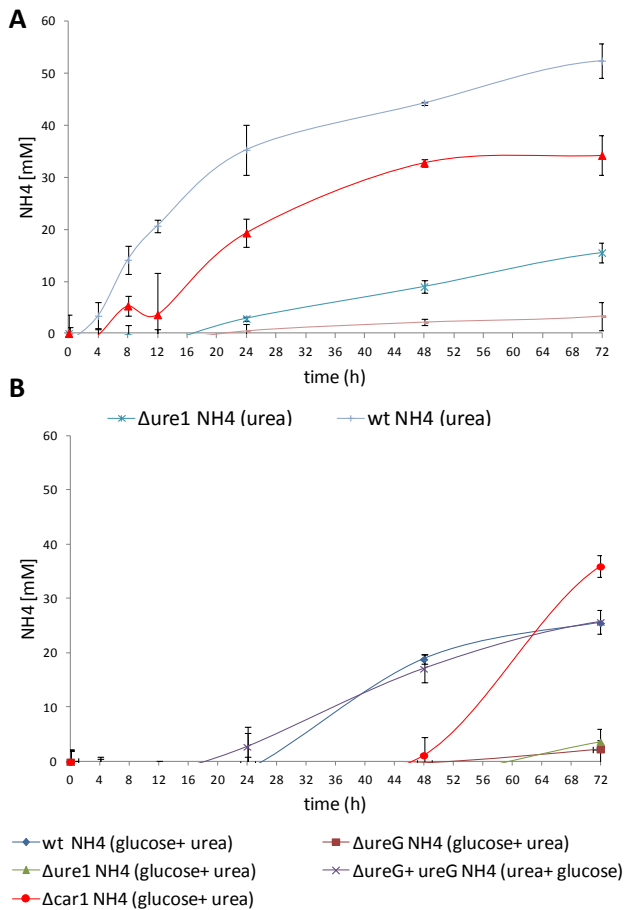 A
60
50
40
30
20
10
0
NH4 [mM]
0 4 8 12 16 20 24 28 32 36 40 44 48 52 56 60 64 68 72
time (h)
B
Δure1 NH4 (urea) wt NH4 (urea)
60
50
40
30
20
10
0
NH4 [mM]
0 4 8 12 16 20 24 28 32 36 40 44 48 52 56 60 64 68 72
time (h)
wt NH4 (glucose+ urea) ΔureG NH4 (glucose+ urea)
Δure1 NH4 (glucose+ urea) ΔureG+ ureG NH4 (urea+ glucose)
Δcar1 NH4 (glucose+ urea)